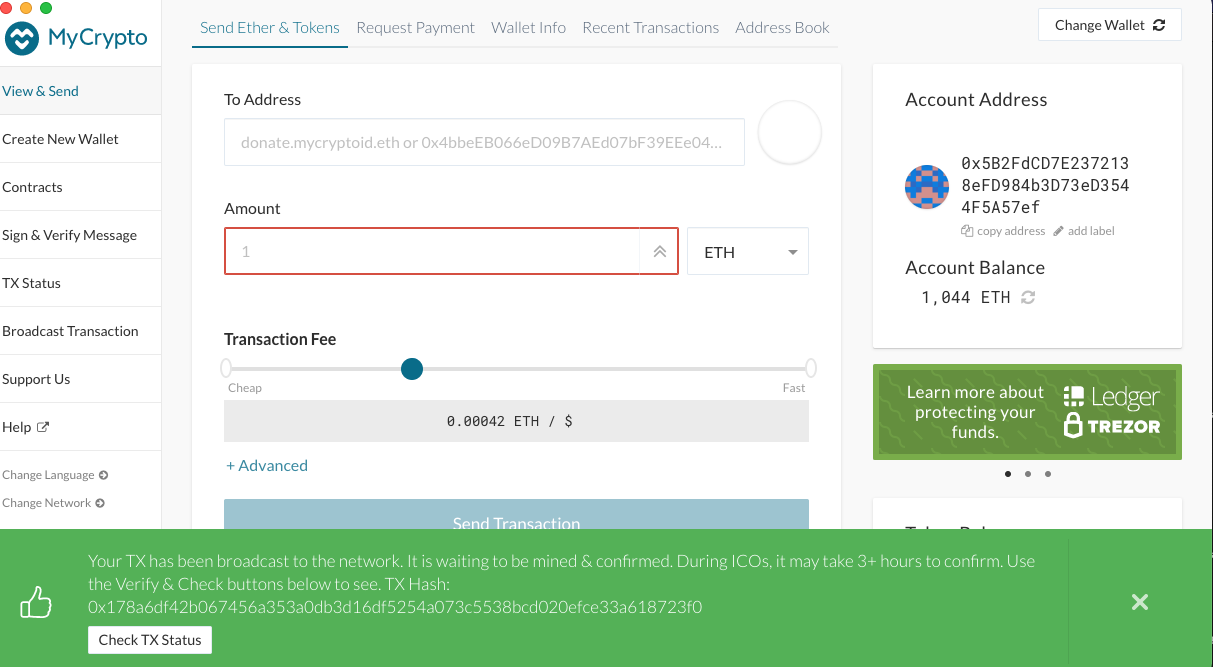 MyCrypto
Send Ether & Tokens Request Payment Wallet Info Recent Transactions Address Book
Change Wallet
View & Send
Create New Wallet
Contracts
Sign & Verify Message
TX Status
Broadcast Transaction
Support Us
Help
Change Language
Change Network
To Address
donate.mycryptoid.eth or 0x4bbeEB066eD09B7AEd07bF39EEe04...
Amount
1
ETH
Transaction Fee
Cheap Fast
0.00042 ETH / $
+ Advanced
Send Transaction
Account Address
0x5B2FdCD7E237213
8eFD984b3D73eD354
4F5A57ef
copy address add label
Account Balance
1,044 ETH
Learn more about
protecting your
funds.
Ledger
TREZOR
Your TX has been broadcast to the network. It is waiting to be mined & confirmed. During ICOs, it may take 3+ hours to confirm. Use
the Verify & Check buttons below to see. TX Hash:
0x178a6df42b067456a353a0db3d16df5254a073c5538bcd020efce33a618723f0
Check TX Status